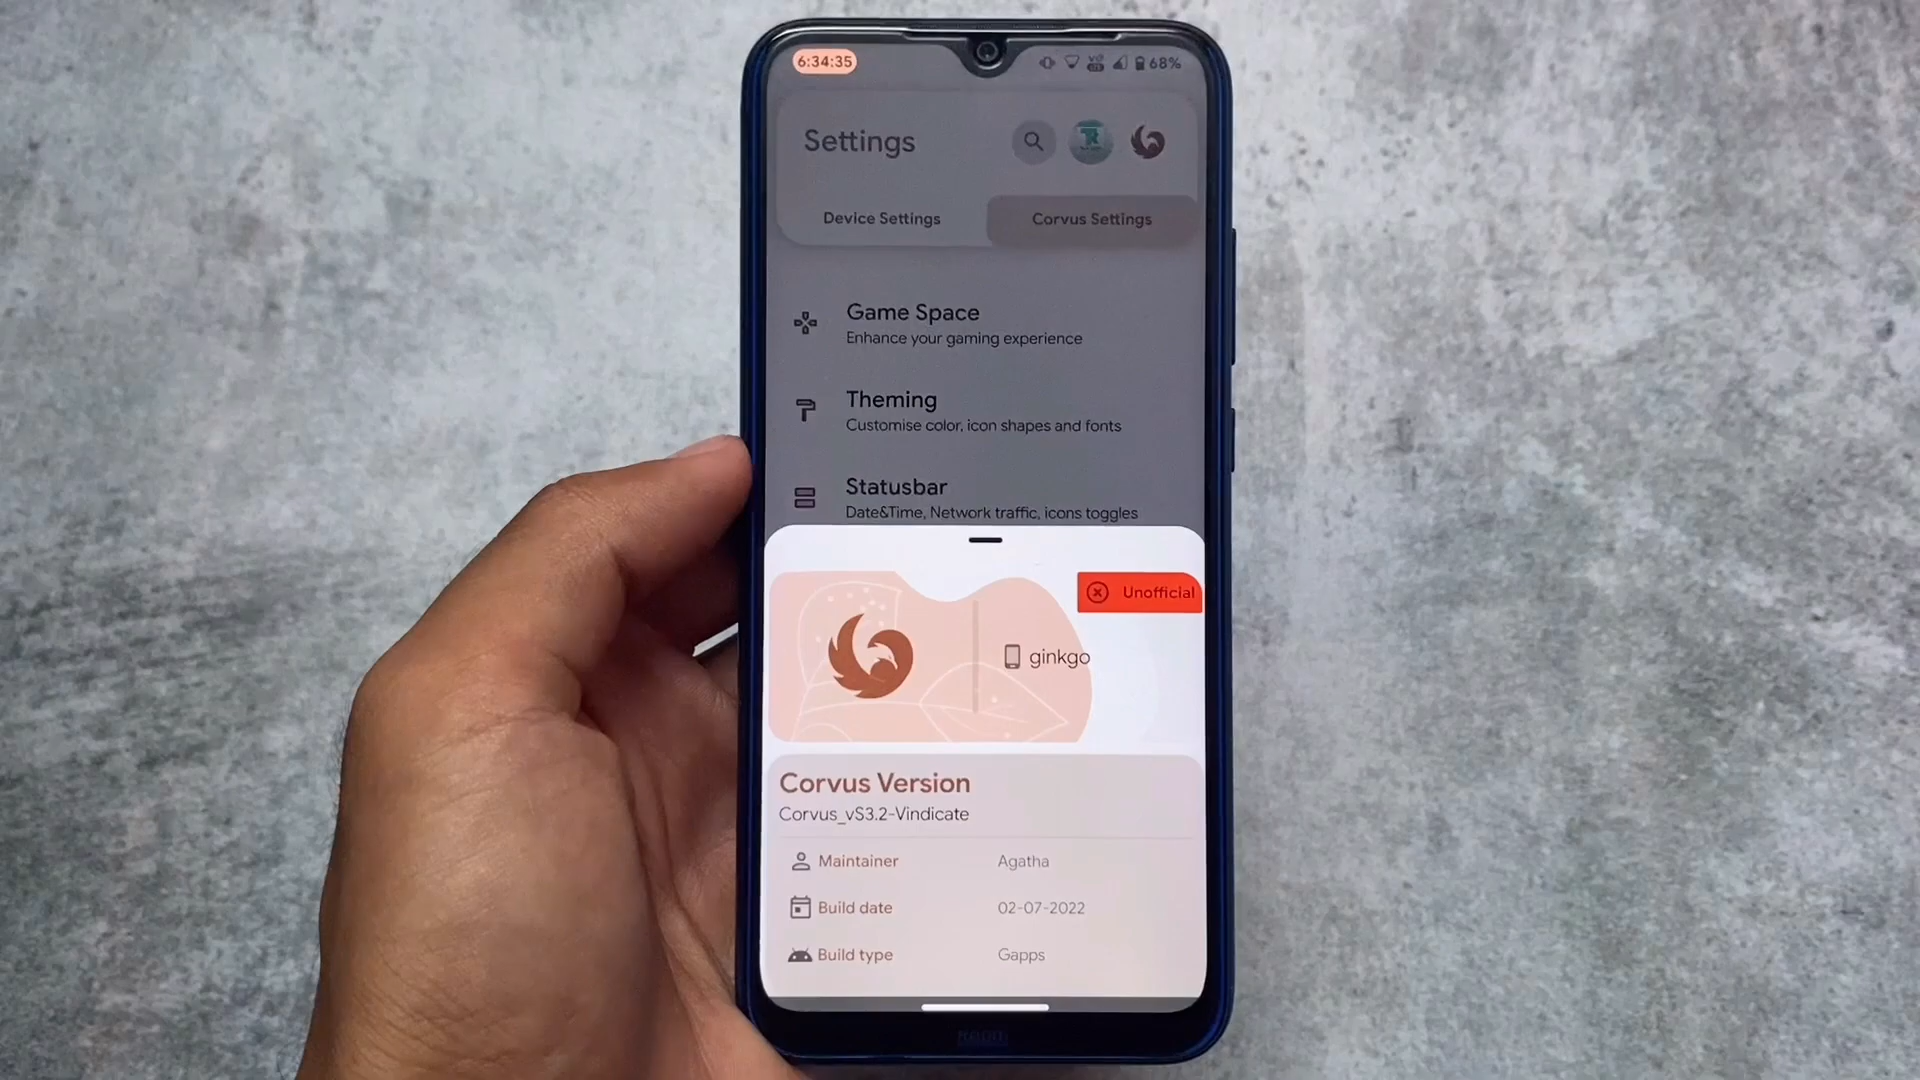 6:34:35
68%
Settings
Device Settings
Corvus Settings
Game Space
Enhance your gaming experience
Theming
Customise color, icon shapes and fonts
Statusbar
Date&Time, Network traffic, icons toggles
Unofficial
ginkgo
Corvus Version
Corvus_vS3.2-Vindicate
Maintainer Agatha
Build date 02-07-2022
Build type Gapps